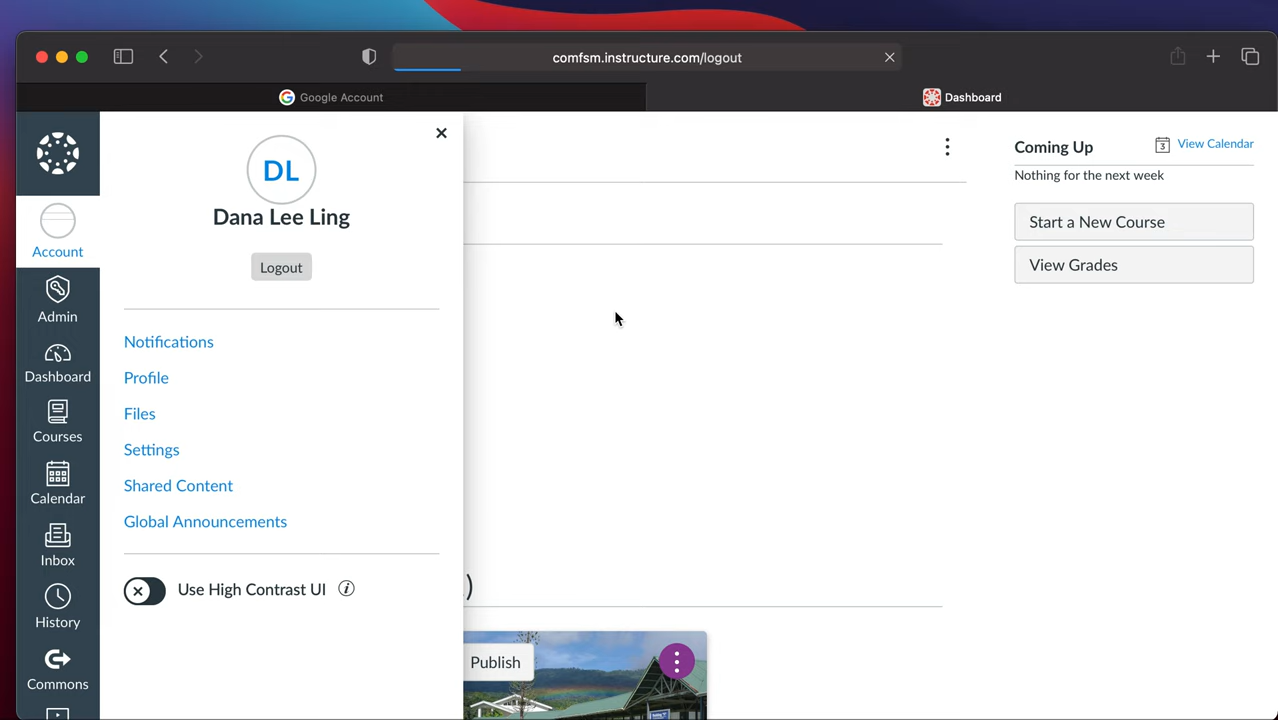 comfsm.instructure.com/logout
Google Account
Dashboard
Account
Admin
Dashboard
Courses
Calendar
Inbox
History
Commons
DL
Dana Lee Ling
Logout
Notifications
Profile
Files
Settings
Shared Content
Global Announcements
Use High Contrast UI
)
Publish
Coming Up
3 View Calendar
Nothing for the next week
Start a New Course
View Grades